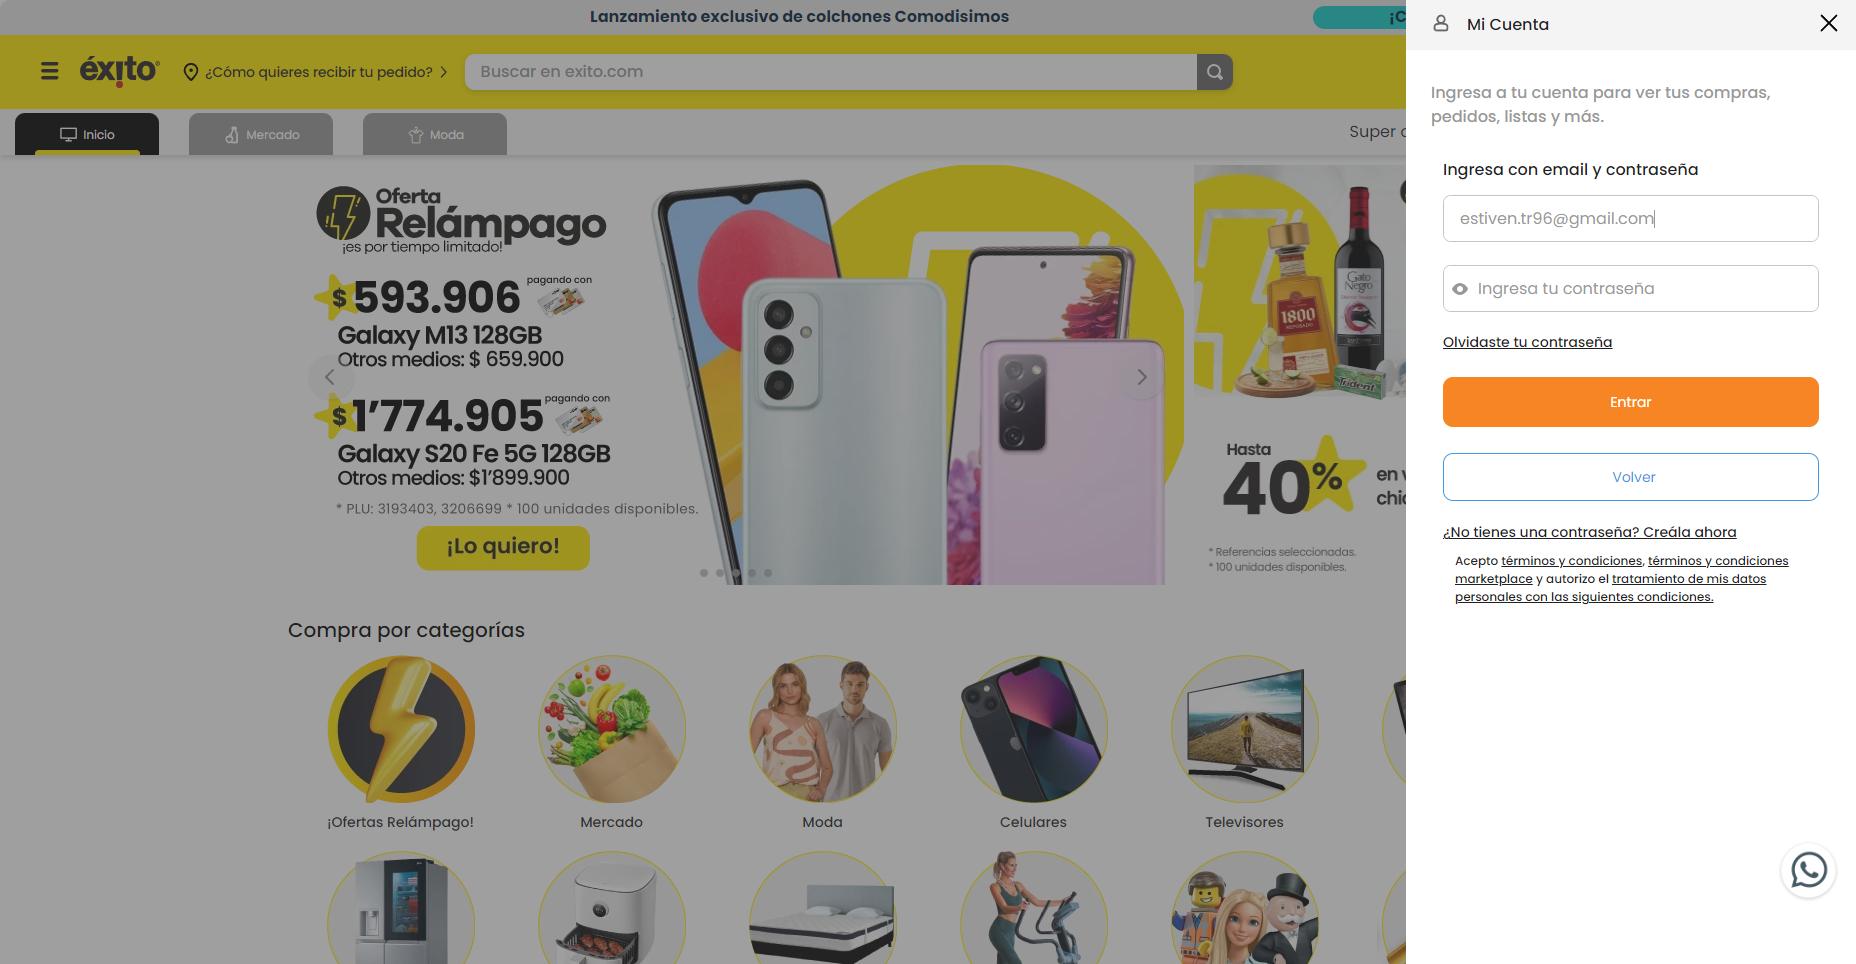 Lanzamiento exclusivo de colchones Comodisimos
¡C
Mi Cuenta
éxito
¿Cómo quieres recibir tu pedido?
Buscar en exito.com
Inicio
Mercado
Moda
Super
Oferta
Relámpago
¡es por tiempo limitado!
$593.906
pagando con
Galaxy M13 128GB
Otros medios: $ 659.900
$1'774.905
pagando con
Galaxy S20 Fe 5G 128GB
Otros medios: $1'899.900
* PLU: 3193403, 3206699 * 100 unidades disponibles.
¡Lo quiero!
1800
Gato
Negro
Trident
Hasta
40%
en v
chic
* Referencias seleccionadas.
* 100 unidades disponibles.
Ingresa a tu cuenta para ver tus compras,
pedidos, listas y más.
Ingresa con email y contraseña
estiven.tr96@gmail.com
Ingresa tu contraseña
Olvidaste tu contraseña
Entrar
Volver
¿No tienes una contraseña? Creála ahora
Acepto términos y condiciones, términos y condiciones
marketplace y autorizo el tratamiento de mis datos
personales con las siguientes condiciones.
Compra por categorías
¡Ofertas Relámpago!
Mercado
Moda
Celulares
Televisores